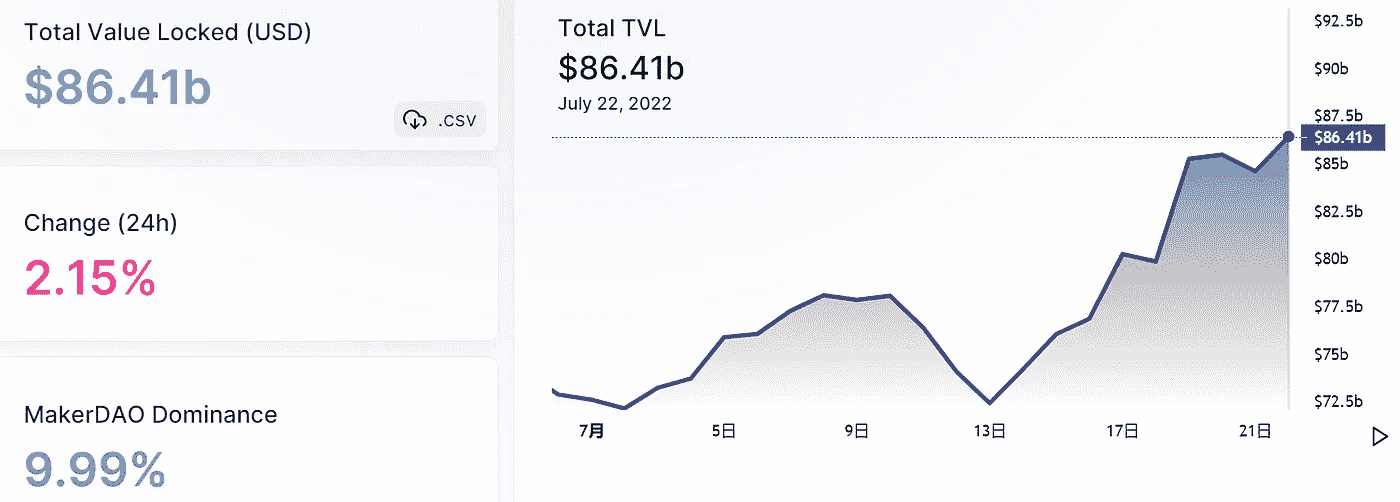 Total Value Locked (USD)
$86.41b
.CSV
Change (24h)
2.15%
MakerDAO Dominance
9.99%
Total TVL
$86.41b
July 22, 2022
$92.5b
$90b
$87.5b
$86.41b
$85b
$82.5b
$80b
$77.5b
$75b
$72.5b
7月
5日
9日
13日
17日
21日